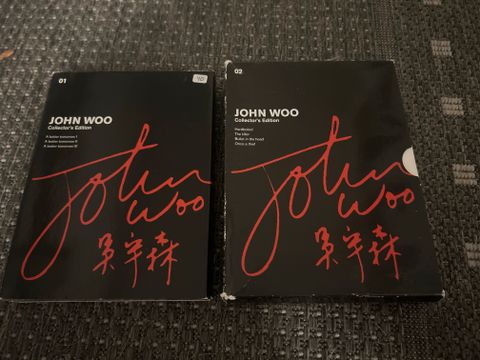 01
JOHN WOO
Collector's Edition
A better tomorrow I
A better tomorrow II
A better tomorrow III
John
Woo
吳宇森
02
JOHN WOO
Collector's Edition
Hardboiled
The killer
Bullet in the head
Once a thief
John
Woo
吳宇森